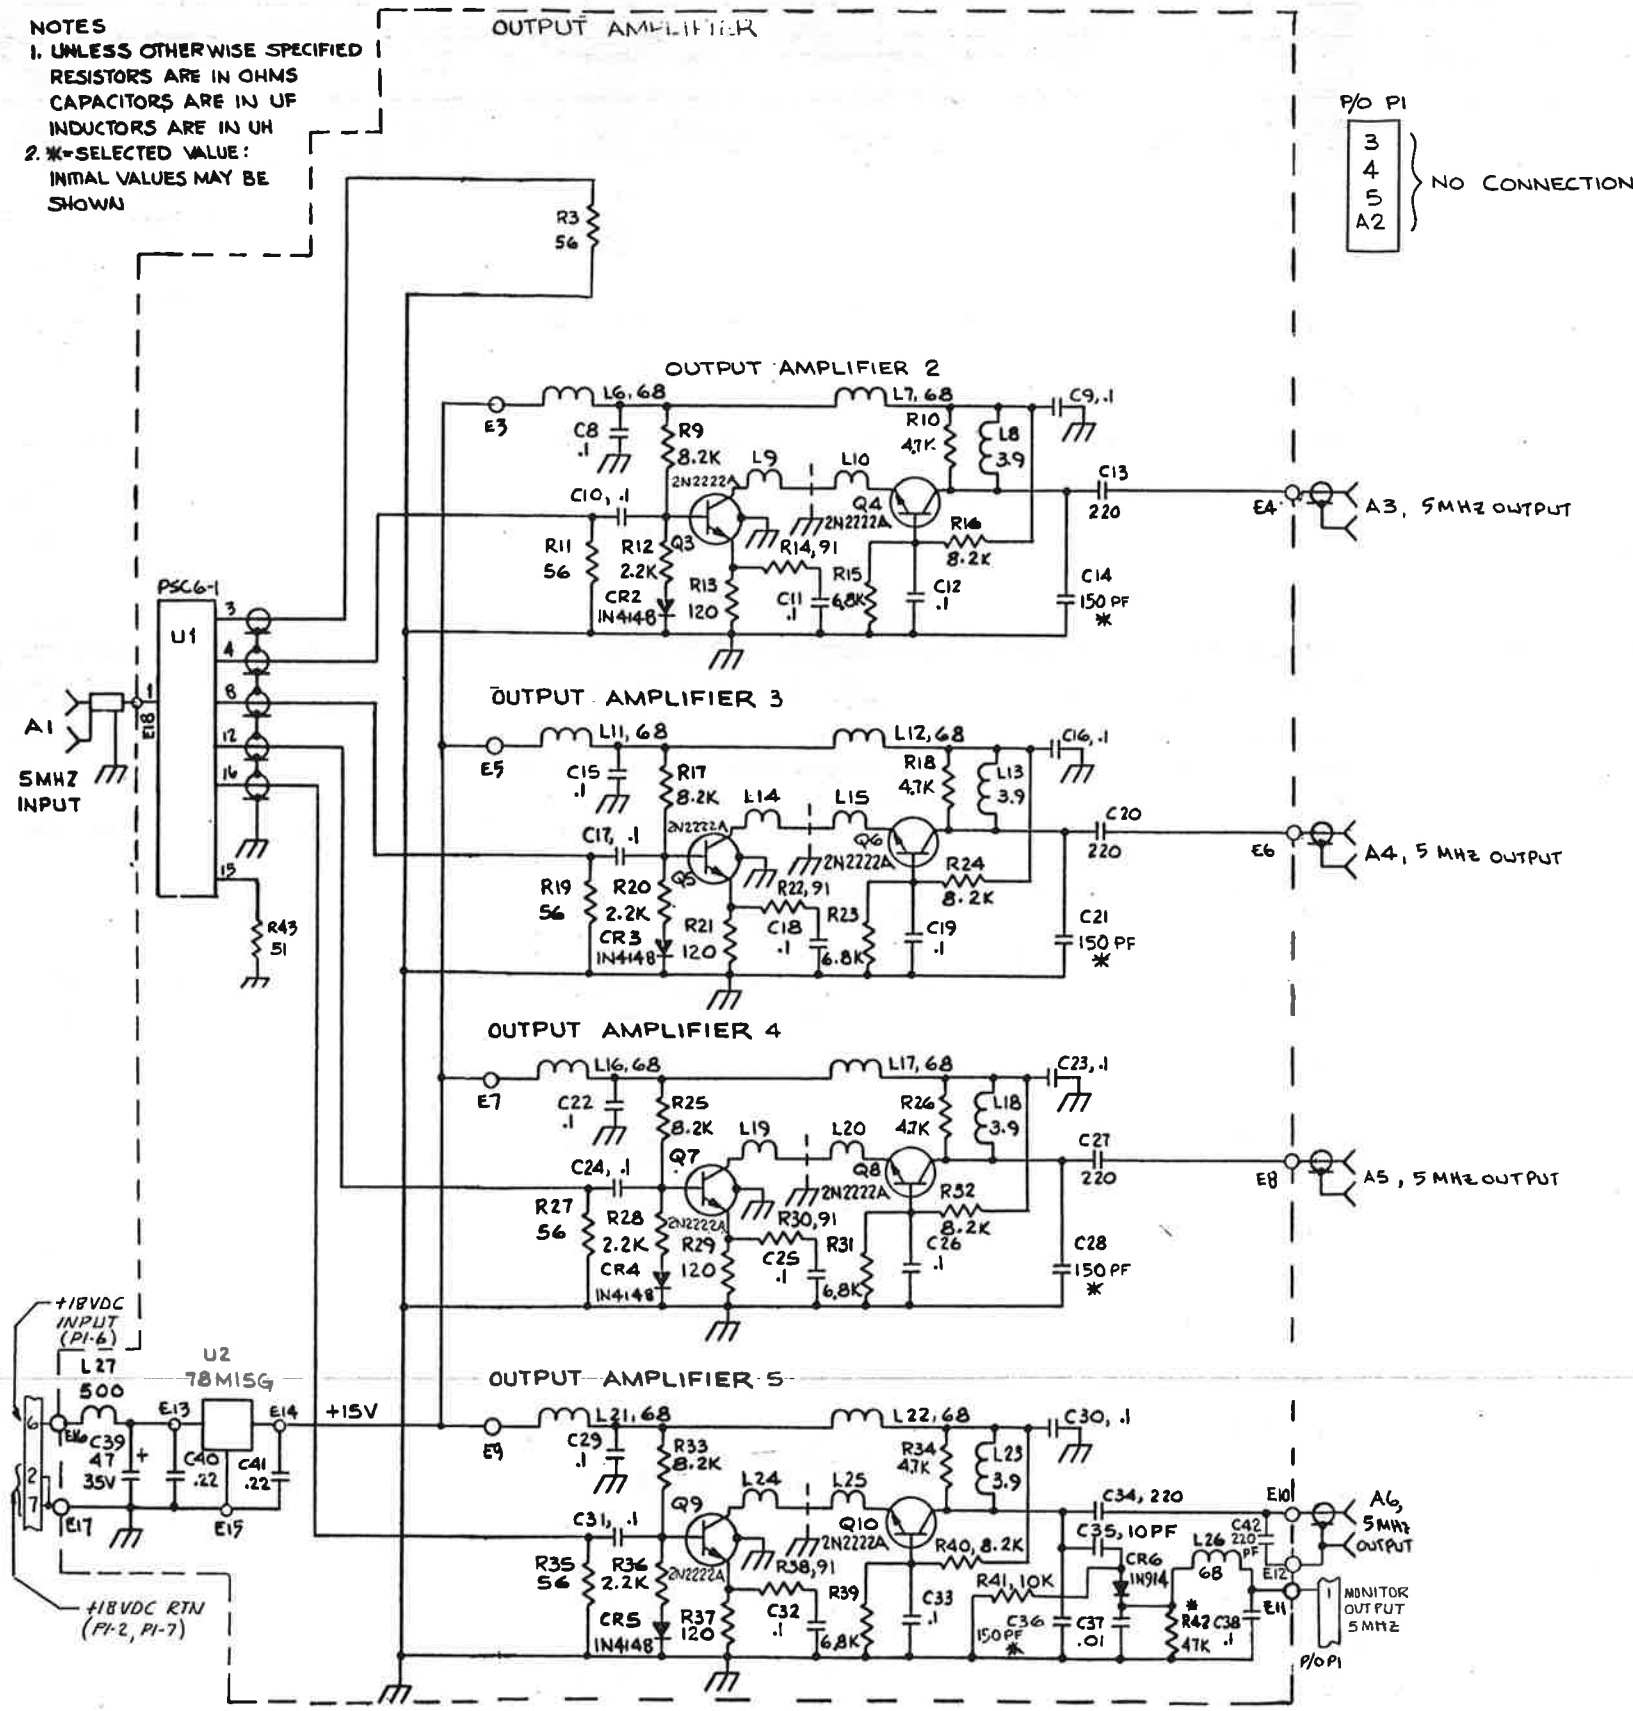 NOTES
1. UNLESS OTHERWISE SPECIFIED
RESISTORS ARE IN OHMS
CAPACITORS ARE IN UF
INDUCTORS ARE IN UH
2. *=SELECTED VALUE:
INITIAL VALUES MAY BE
SHOWN
OUTPUT AMPLIFIER
P/O P1
3
4
5
A2
NO CONNECTION
R3
56
OUTPUT AMPLIFIER 2
E3
L6, 68
C8
.1
R9
8.2K
L7, 68
R10
4.7K
L8
3.9
C9, .1
2N2222A
L9
L10
Q4
2N2222A
C10, .1
R11
56
R12
2.2K
Q3
CR2
1N4148
R13
120
R14, 91
C11
.1
R15
6.8K
R16
8.2K
C12
.1
C13
220
C14
150 PF
*
E4
A3, 5MHZ OUTPUT
PSC6-1
U1
3
4
8
12
16
15
1
E18
A1
5MHZ
INPUT
R43
51
OUTPUT AMPLIFIER 3
E5
L11, 68
C15
.1
R17
8.2K
L12, 68
R18
4.7K
L13
3.9
C16, .1
2N2222A
L14
L15
Q6
2N2222A
C17, .1
R19
56
R20
2.2K
Q5
CR3
1N4148
R21
120
R22, 91
C18
.1
R23
6.8K
R24
8.2K
C19
.1
C20
220
C21
150 PF
*
E6
A4, 5 MHZ OUTPUT
OUTPUT AMPLIFIER 4
E7
L16, 68
C22
.1
R25
8.2K
L17, 68
R26
4.7K
L18
3.9
C23, .1
Q7
2N2222A
L19
L20
Q8
2N2222A
C24, .1
R27
56
R28
2.2K
CR4
1N4148
R29
120
R30, 91
C25
.1
R31
6.8K
R32
8.2K
C26
.1
C27
220
C28
150 PF
*
E8
A5, 5 MHZ OUTPUT
+18VDC
INPUT
(P1-6)
L27
500
U2
78M15G
6
2
7
E16
E17
C39
47
35V
+
E13
C40
.22
E14
C41
.22
E15
+15V
+18VDC RTN
(P1-2, P1-7)
OUTPUT AMPLIFIER 5
E9
L21, 68
C29
.1
R33
8.2K
L22, 68
R34
4.7K
L23
3.9
C30, .1
Q9
2N2222A
L24
L25
Q10
2N2222A
C31, .1
R35
56
R36
2.2K
CR5
1N4148
R37
120
R38, 91
C32
.1
R39
6.8K
R40, 8.2K
C33
.1
R41, 10K
C34, 220
C35, 10PF
C36
150PF
*
CR6
1N914
C37
.01
L26
68
*
R42
47K
C38
.1
C42
220
PF
E10
E12
E11
A6,
5 MHZ
OUTPUT
1
MONITOR
OUTPUT
5MHZ
P/O P1